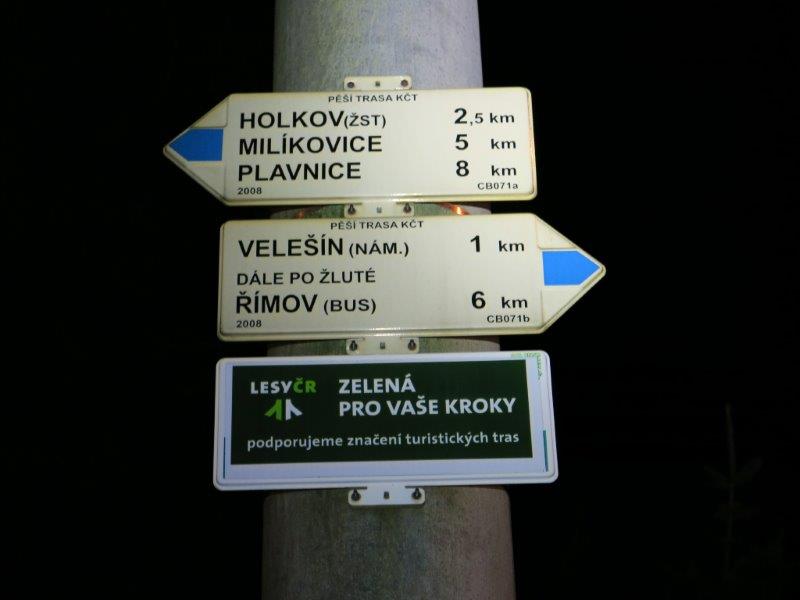 PĚŠÍ TRASA KČT
HOLKOV(ŽST) 2,5 km
MILÍKOVICE 5 km
PLAVNICE 8 km
2008 CB071a
PĚŠÍ TRASA KČT
VELEŠÍN (NÁM.) 1 km
DÁLE PO ŽLUTÉ
ŘÍMOV (BUS) 6 km
2008 CB071b
LESYČR ZELENÁ
PRO VAŠE KROKY
podporujeme značení turistických tras